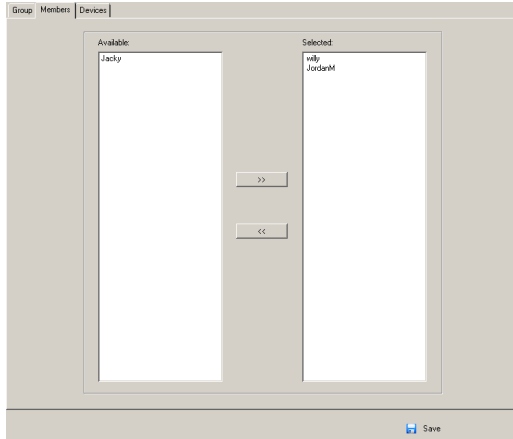 Group Members Devices
Available: Selected:
Jacky willy
JordanM
>>
<<
Save